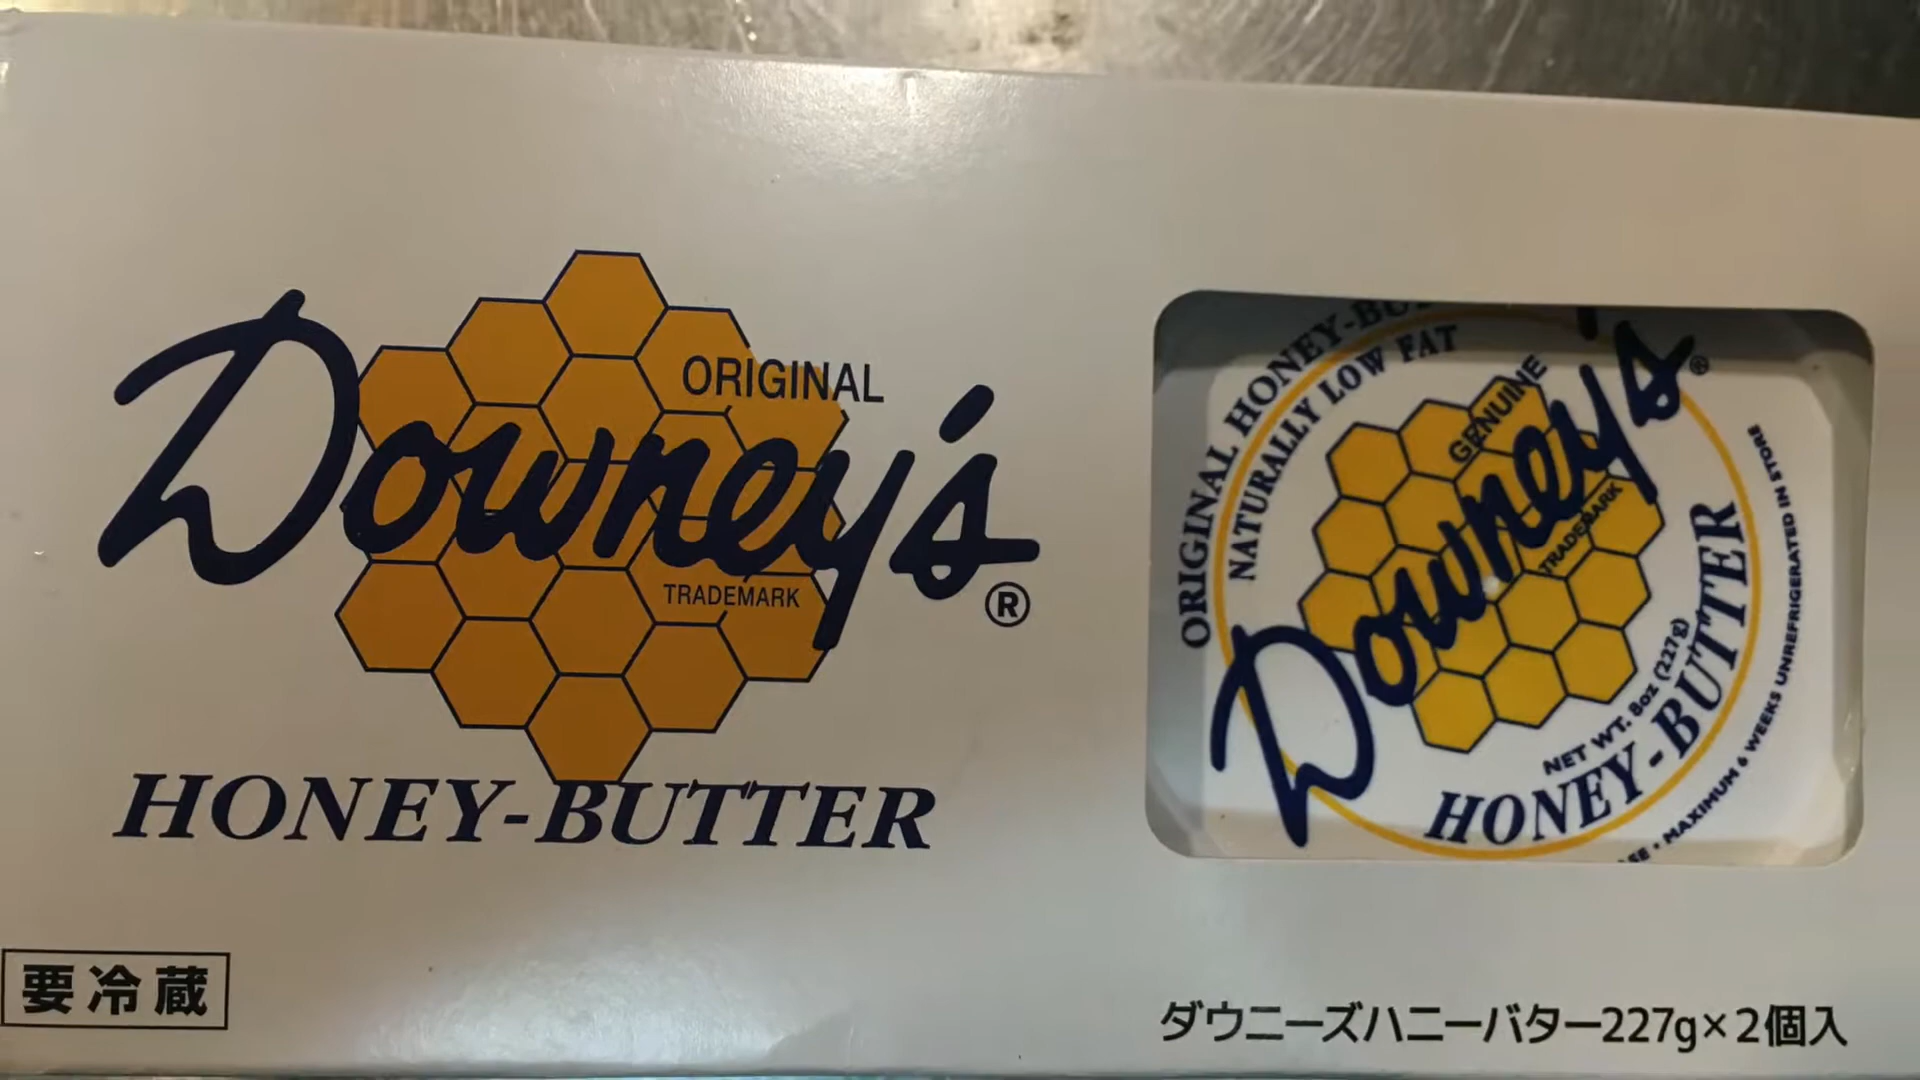 ORIGINAL
Downey's®
TRADEMARK
HONEY-BUTTER
要冷蔵
ORIGINAL HONEY-BU
NATURALLY LOW FAT
GENUINE
Downey's®
TRADEMARK
NET WT. 8oz (227g)
HONEY-BUTTER
MAXIMUM 6 WEEKS UNREFRIGERATED IN STORE
ダウニーズハニーバター227g×2個入